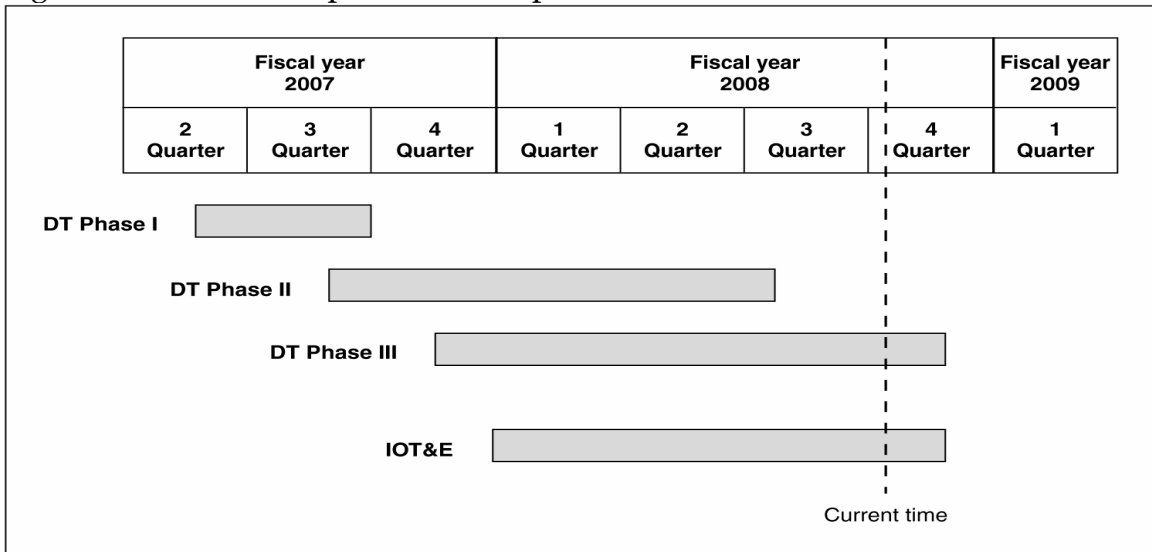 Fiscal year
2007
Fiscal year
2008
Fiscal year
2009
2
Quarter
3
Quarter
4
Quarter
1
Quarter
2
Quarter
3
Quarter
4
Quarter
1
Quarter
DT Phase I
DT Phase II
DT Phase III
IOT&E
Current time